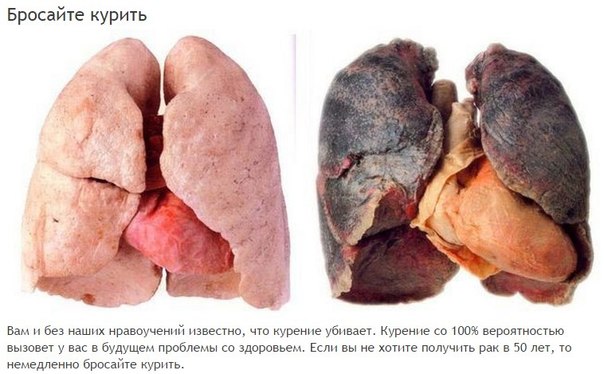 Бросайте курить
Вам и без наших нравоучений известно, что курение убивает. Курение со 100% вероятностью
вызовет у вас в будущем проблемы со здоровьем. Если вы не хотите получить рак в 50 лет, то
немедленно бросайте курить.